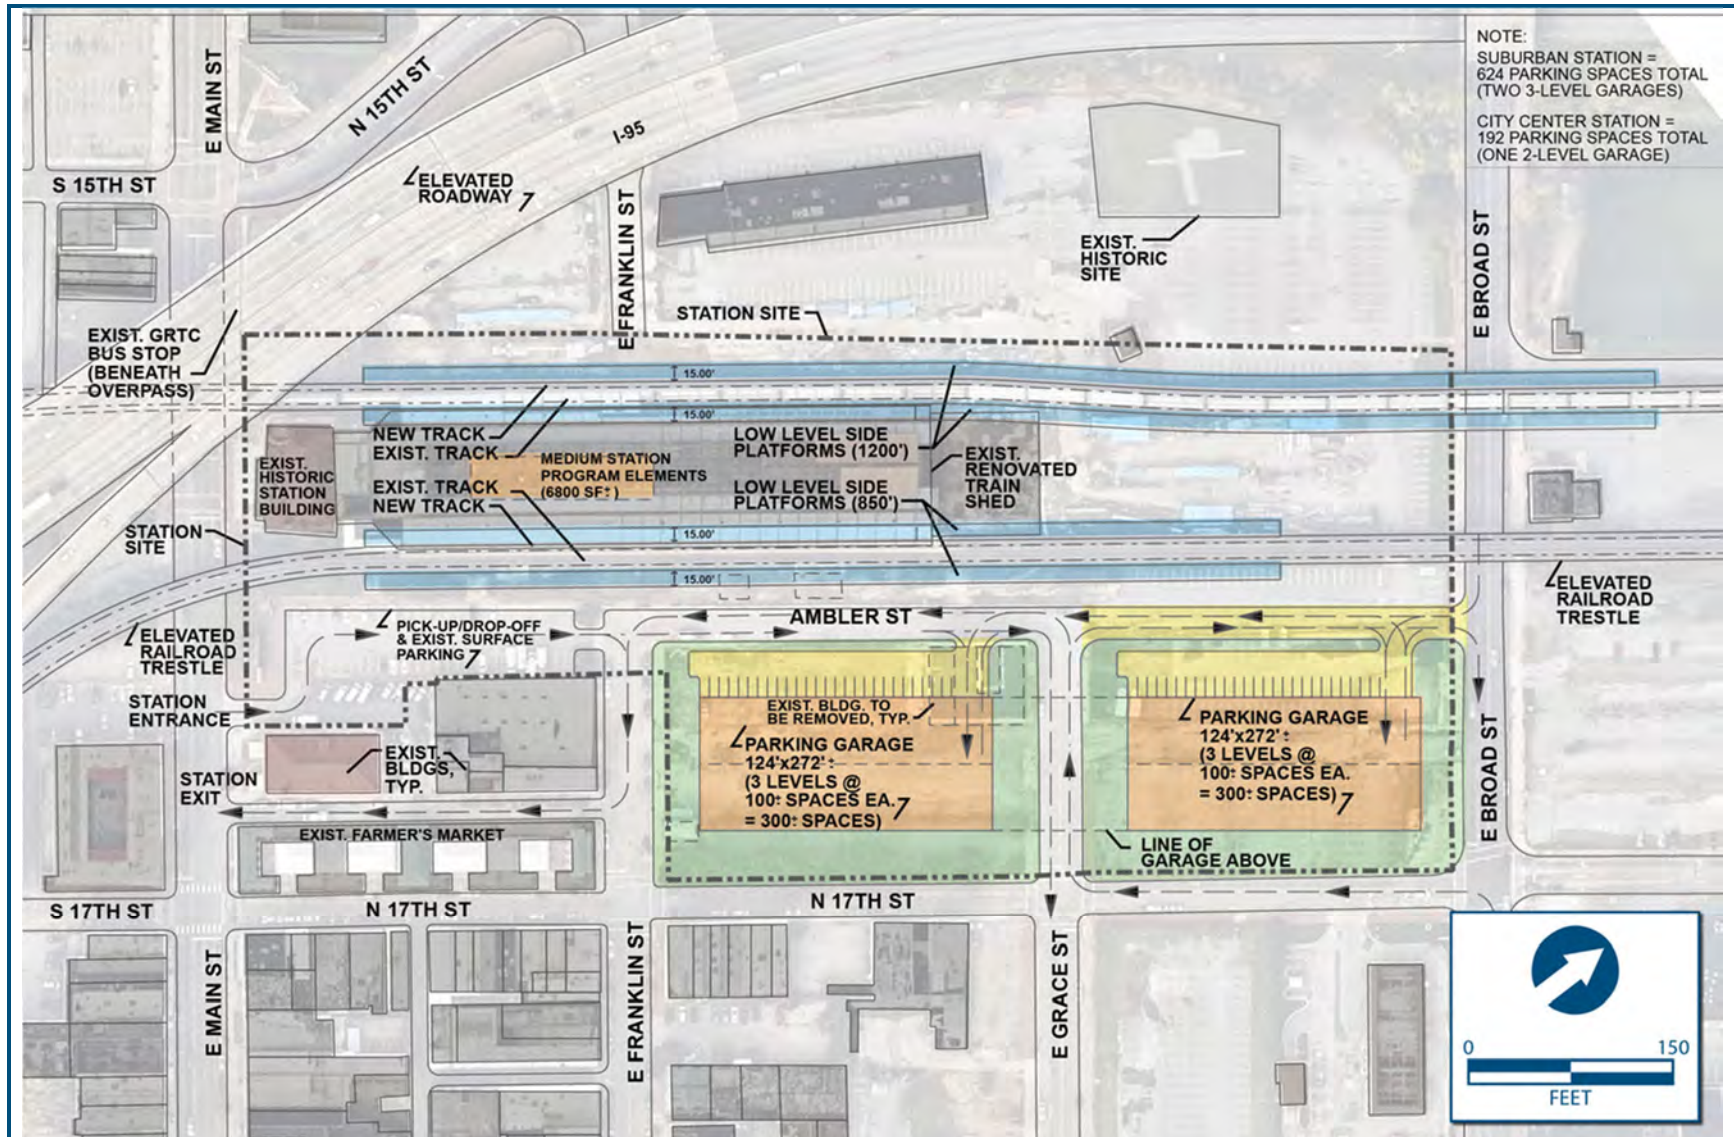 NOTE:
SUBURBAN STATION =
624 PARKING SPACES TOTAL
(TWO 3-LEVEL GARAGES)
CITY CENTER STATION =
192 PARKING SPACES TOTAL
(ONE 2-LEVEL GARAGE)
E MAIN ST
N 15TH ST
I-95
S 15TH ST
ELEVATED
ROADWAY
E FRANKLIN ST
EXIST.
HISTORIC
SITE
E BROAD ST
STATION SITE
EXIST. GRTC
BUS STOP
(BENEATH
OVERPASS)
15.00'
15.00'
NEW TRACK
EXIST. TRACK
LOW LEVEL SIDE
PLATFORMS (1200')
EXIST.
RENOVATED
TRAIN
SHED
EXIST.
HISTORIC
STATION
BUILDING
MEDIUM STATION
PROGRAM ELEMENTS
(6800 SF±)
EXIST. TRACK
NEW TRACK
LOW LEVEL SIDE
PLATFORMS (850')
STATION
SITE
15.00'
15.00'
ELEVATED
RAILROAD
TRESTLE
AMBLER ST
PICK-UP/DROP-OFF
& EXIST. SURFACE
PARKING
ELEVATED
RAILROAD
TRESTLE
STATION
ENTRANCE
EXIST. BLDG. TO
BE REMOVED, TYP.
PARKING GARAGE
124'x272'±
(3 LEVELS @
100± SPACES EA.
= 300± SPACES)
PARKING GARAGE
124'x272'±
(3 LEVELS @
100± SPACES EA.
= 300± SPACES)
E BROAD ST
EXIST.
BLDGS,
TYP.
STATION
EXIT
EXIST. FARMER'S MARKET
LINE OF
GARAGE ABOVE
S 17TH ST
N 17TH ST
N 17TH ST
E MAIN ST
E FRANKLIN ST
E GRACE ST
0 150
FEET